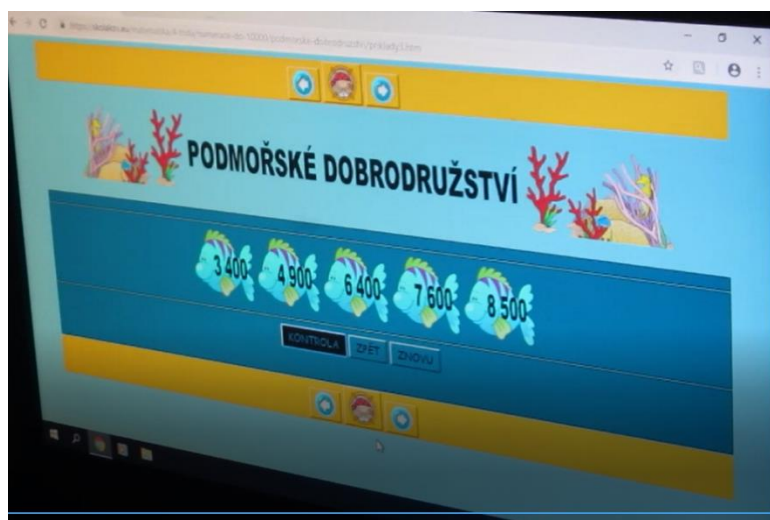 PODMOŘSKÉ DOBRODRUŽSTVÍ
3 400 4 900 6 400 7 600 8 500
KONTROLA ZPĚT ZNOVU